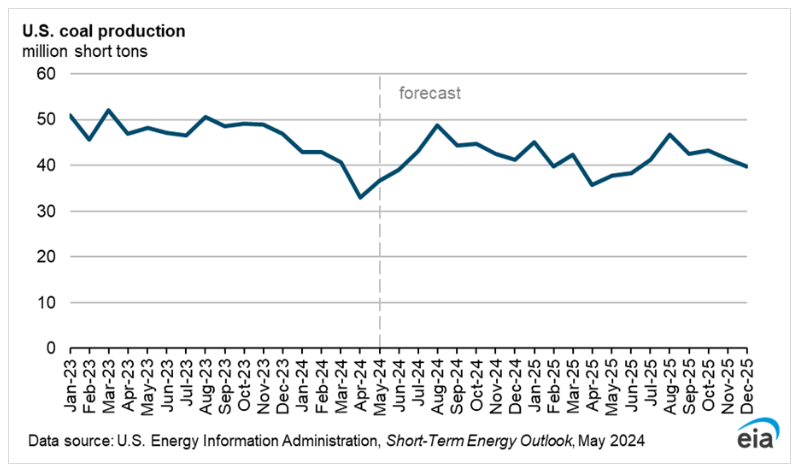 U.S. coal production
million short tons
60
50
40
30
20
10
0
forecast
Jan-23
Feb-23
Mar-23
Apr-23
May-23
Jun-23
Jul-23
Aug-23
Sep-23
Oct-23
Nov-23
Dec-23
Jan-24
Feb-24
Mar-24
Apr-24
May-24
Jun-24
Jul-24
Aug-24
Sep-24
Oct-24
Nov-24
Dec-24
Jan-25
Feb-25
Mar-25
Apr-25
May-25
Jun-25
Jul-25
Aug-25
Sep-25
Oct-25
Nov-25
Dec-25
Data source: U.S. Energy Information Administration, Short-Term Energy Outlook, May 2024
eia